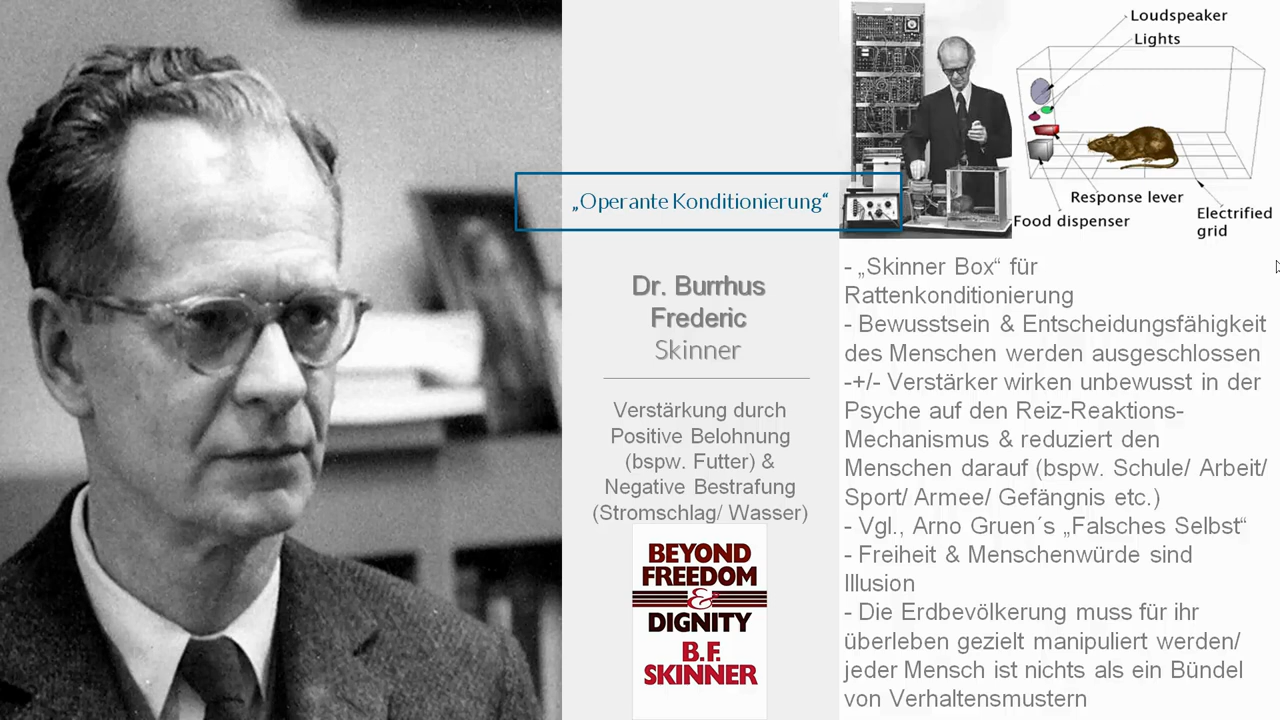 „Operante Konditionierung“
Dr. Burrhus
Frederic
Skinner
Verstärkung durch
Positive Belohnung
(bspw. Futter) &
Negative Bestrafung
(Stromschlag/ Wasser)
BEYOND
FREEDOM
&
DIGNITY
B.F.
SKINNER
Loudspeaker
Lights
Response lever
Food dispenser
Electrified
grid
- „Skinner Box“ für
Rattenkonditionierung
- Bewusstsein & Entscheidungsfähigkeit
des Menschen werden ausgeschlossen
-+/- Verstärker wirken unbewusst in der
Psyche auf den Reiz-Reaktions-
Mechanismus & reduziert den
Menschen darauf (bspw. Schule/ Arbeit/
Sport/ Armee/ Gefängnis etc.)
- Vgl., Arno Gruen´s „Falsches Selbst“
- Freiheit & Menschenwürde sind
Illusion
- Die Erdbevölkerung muss für ihr
überleben gezielt manipuliert werden/
jeder Mensch ist nichts als ein Bündel
von Verhaltensmustern